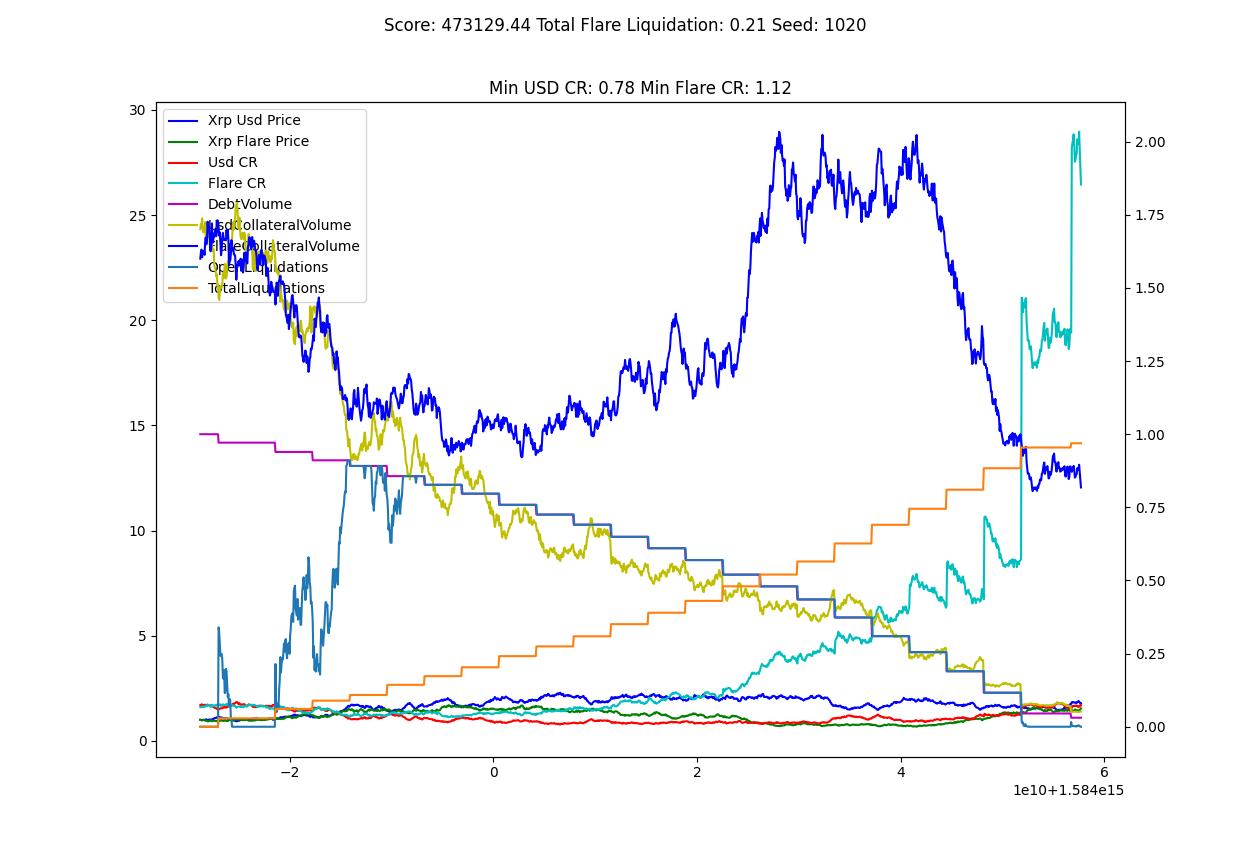 Score: 473129.44 Total Flare Liquidation: 0.21 Seed: 1020
Min USD CR: 0.78 Min Flare CR: 1.12
Xrp Usd Price
Xrp Flare Price
Usd CR
Flare CR
DebtVolume
UsdCollateralVolume
FlareCollateralVolume
OpenLiquidations
TotalLiquidations
30
25
20
15
10
5
0
2.00
1.75
1.50
1.25
1.00
0.75
0.50
0.25
0.00
−2
0
2
4
6
1e10+1.584e15